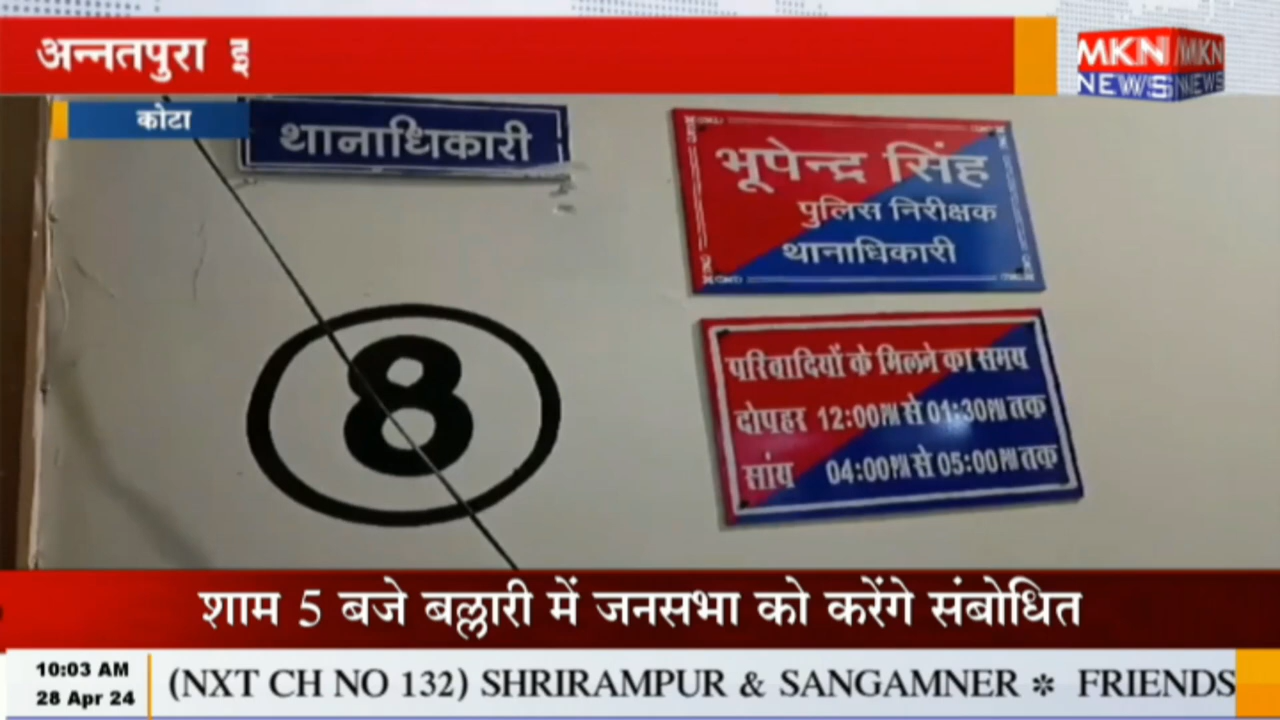 अन्नतपुरा इ
MKN MKN
NEWS NEWS
कोटा
थानाधिकारी
भूपेन्द्र सिंह
पुलिस निरीक्षक
थानाधिकारी
8
परिवादियों के मिलने का समय
दोपहर 12:00PM से 01:30PM तक
सांय 04:00PM से 05:00PM तक
शाम 5 बजे बल्लारी में जनसभा को करेंगे संबोधित
10:03 AM
28 Apr 24
(NXT CH NO 132) SHRIRAMPUR & SANGAMNER * FRIENDS